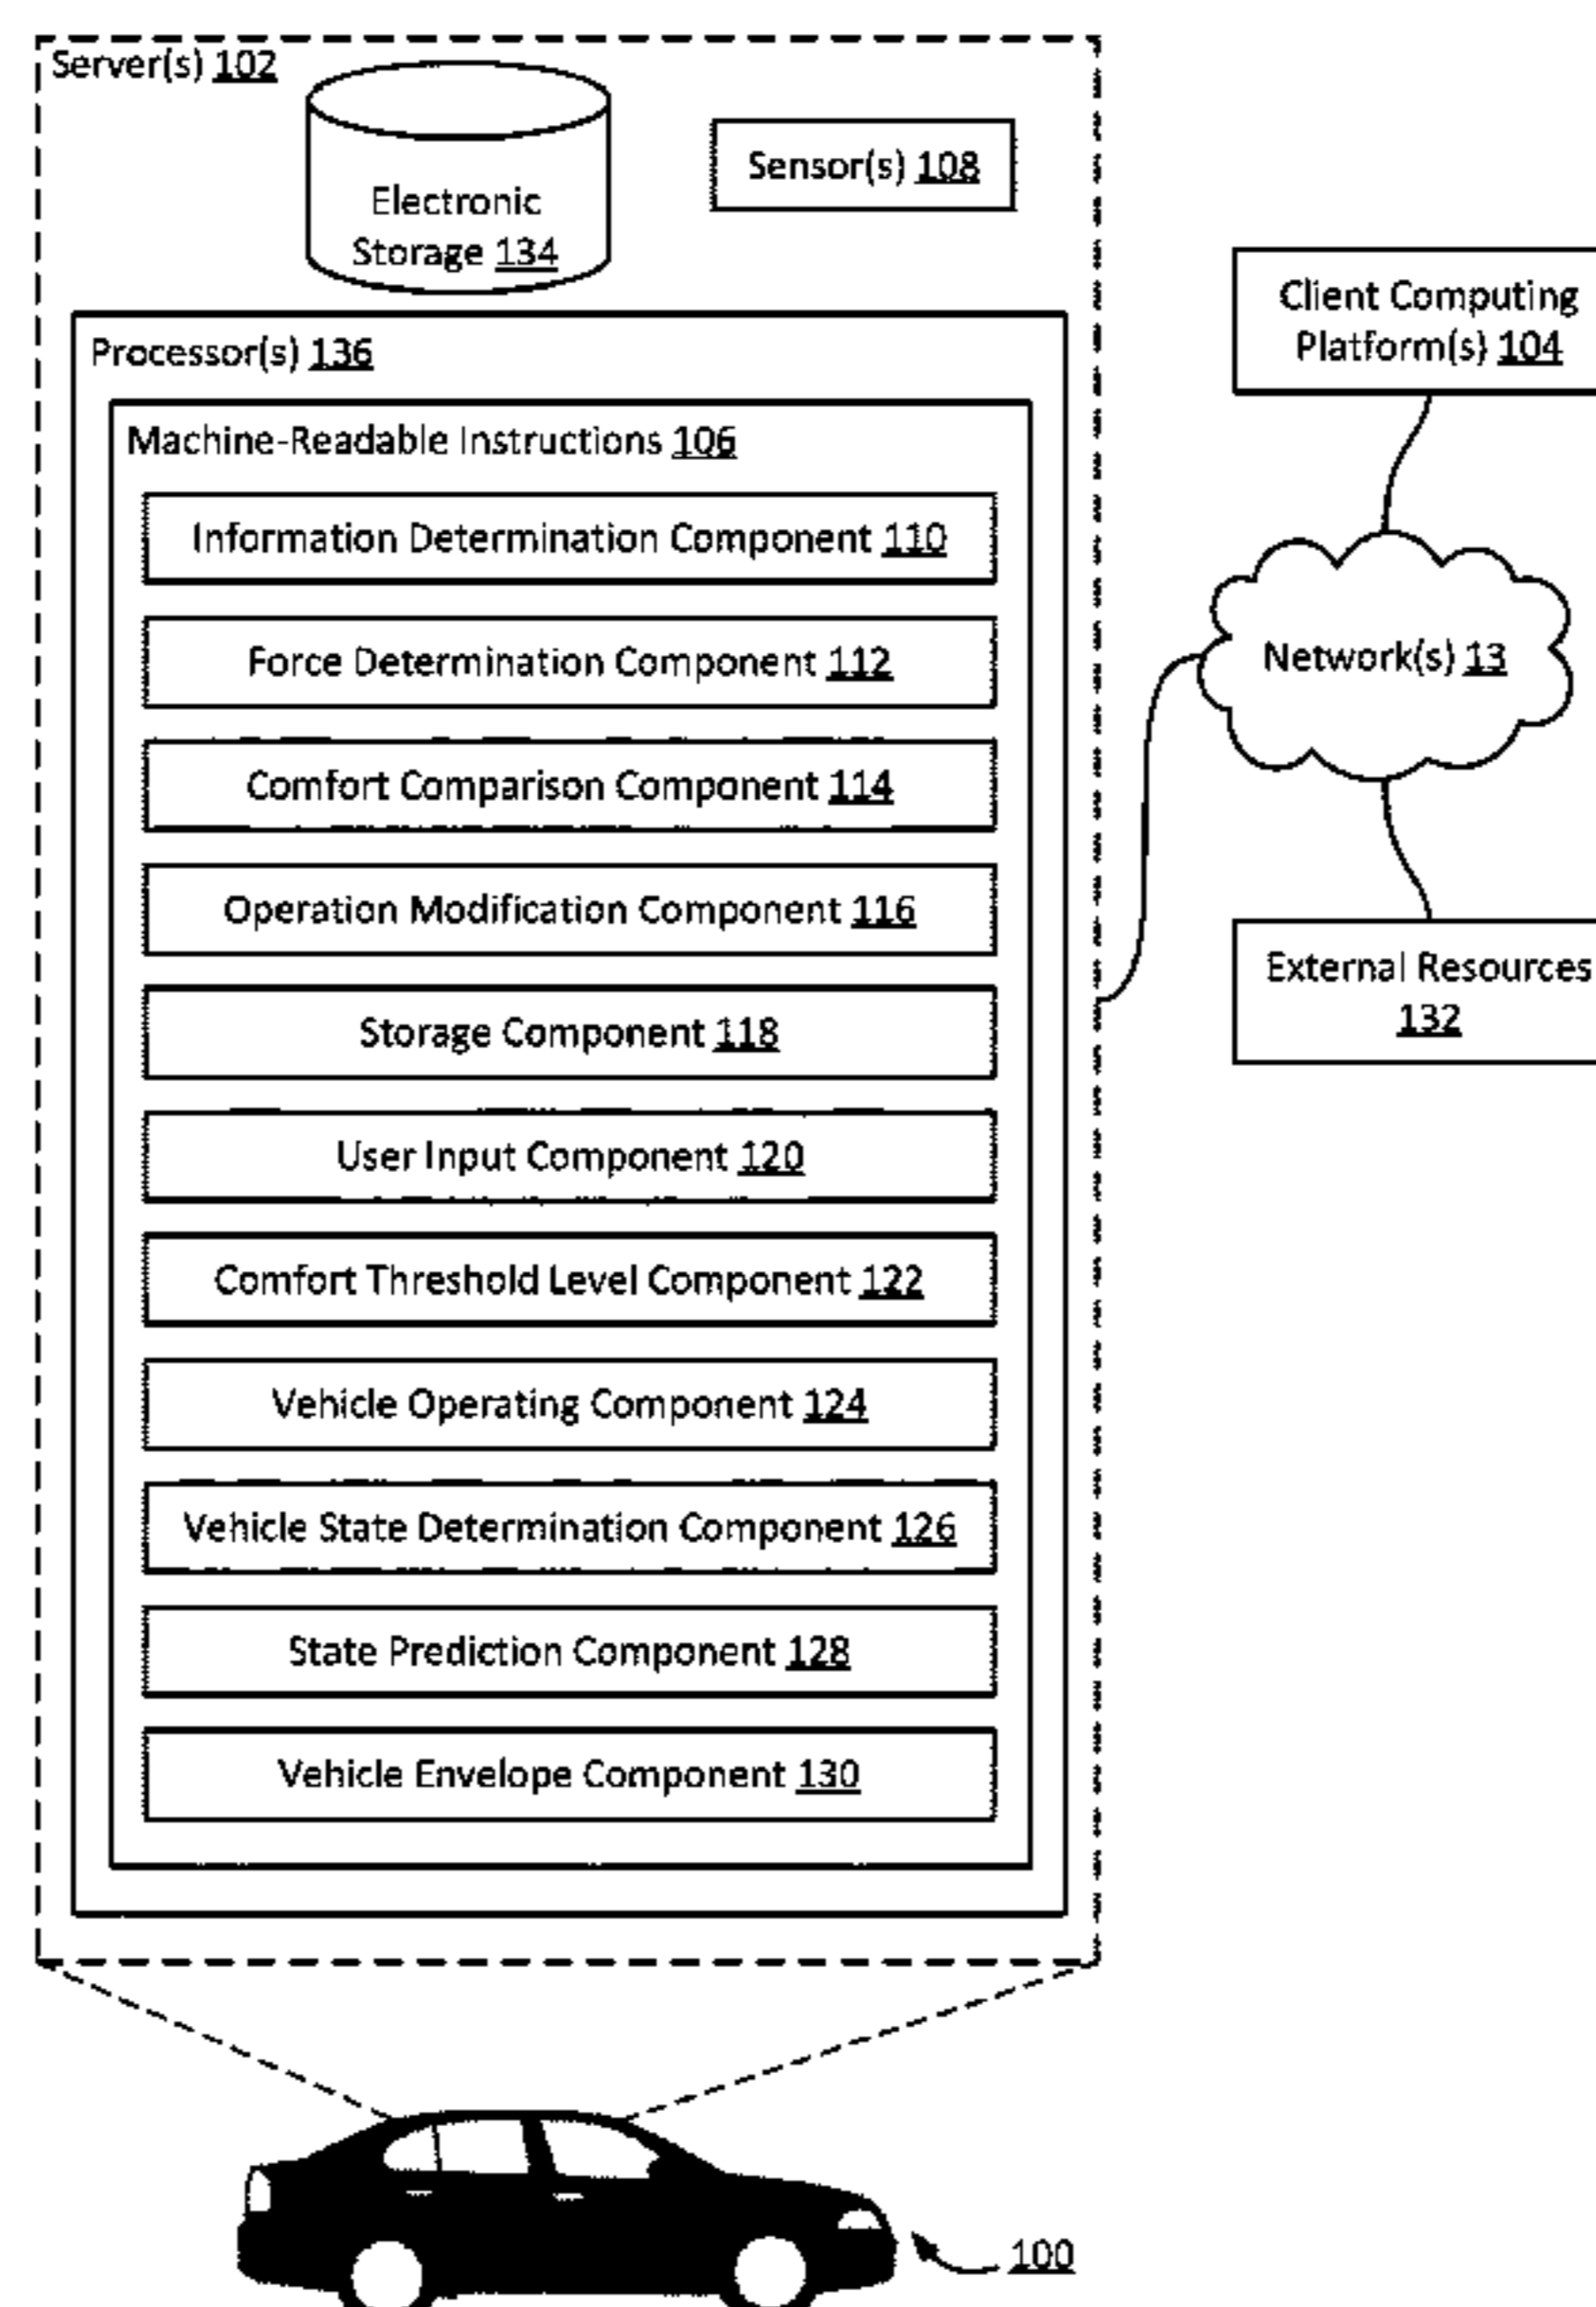 Server(s) 102
Electronic
Storage 134
Sensor(s) 108
Processor(s) 136
Machine-Readable Instructions 106
Information Determination Component 110
Force Determination Component 112
Comfort Comparison Component 114
Operation Modification Component 116
Storage Component 118
User Input Component 120
Comfort Threshold Level Component 122
Vehicle Operating Component 124
Vehicle State Determination Component 126
State Prediction Component 128
Vehicle Envelope Component 130
Client Computing
Platform(s) 104
Network(s) 13
External Resources
132
100